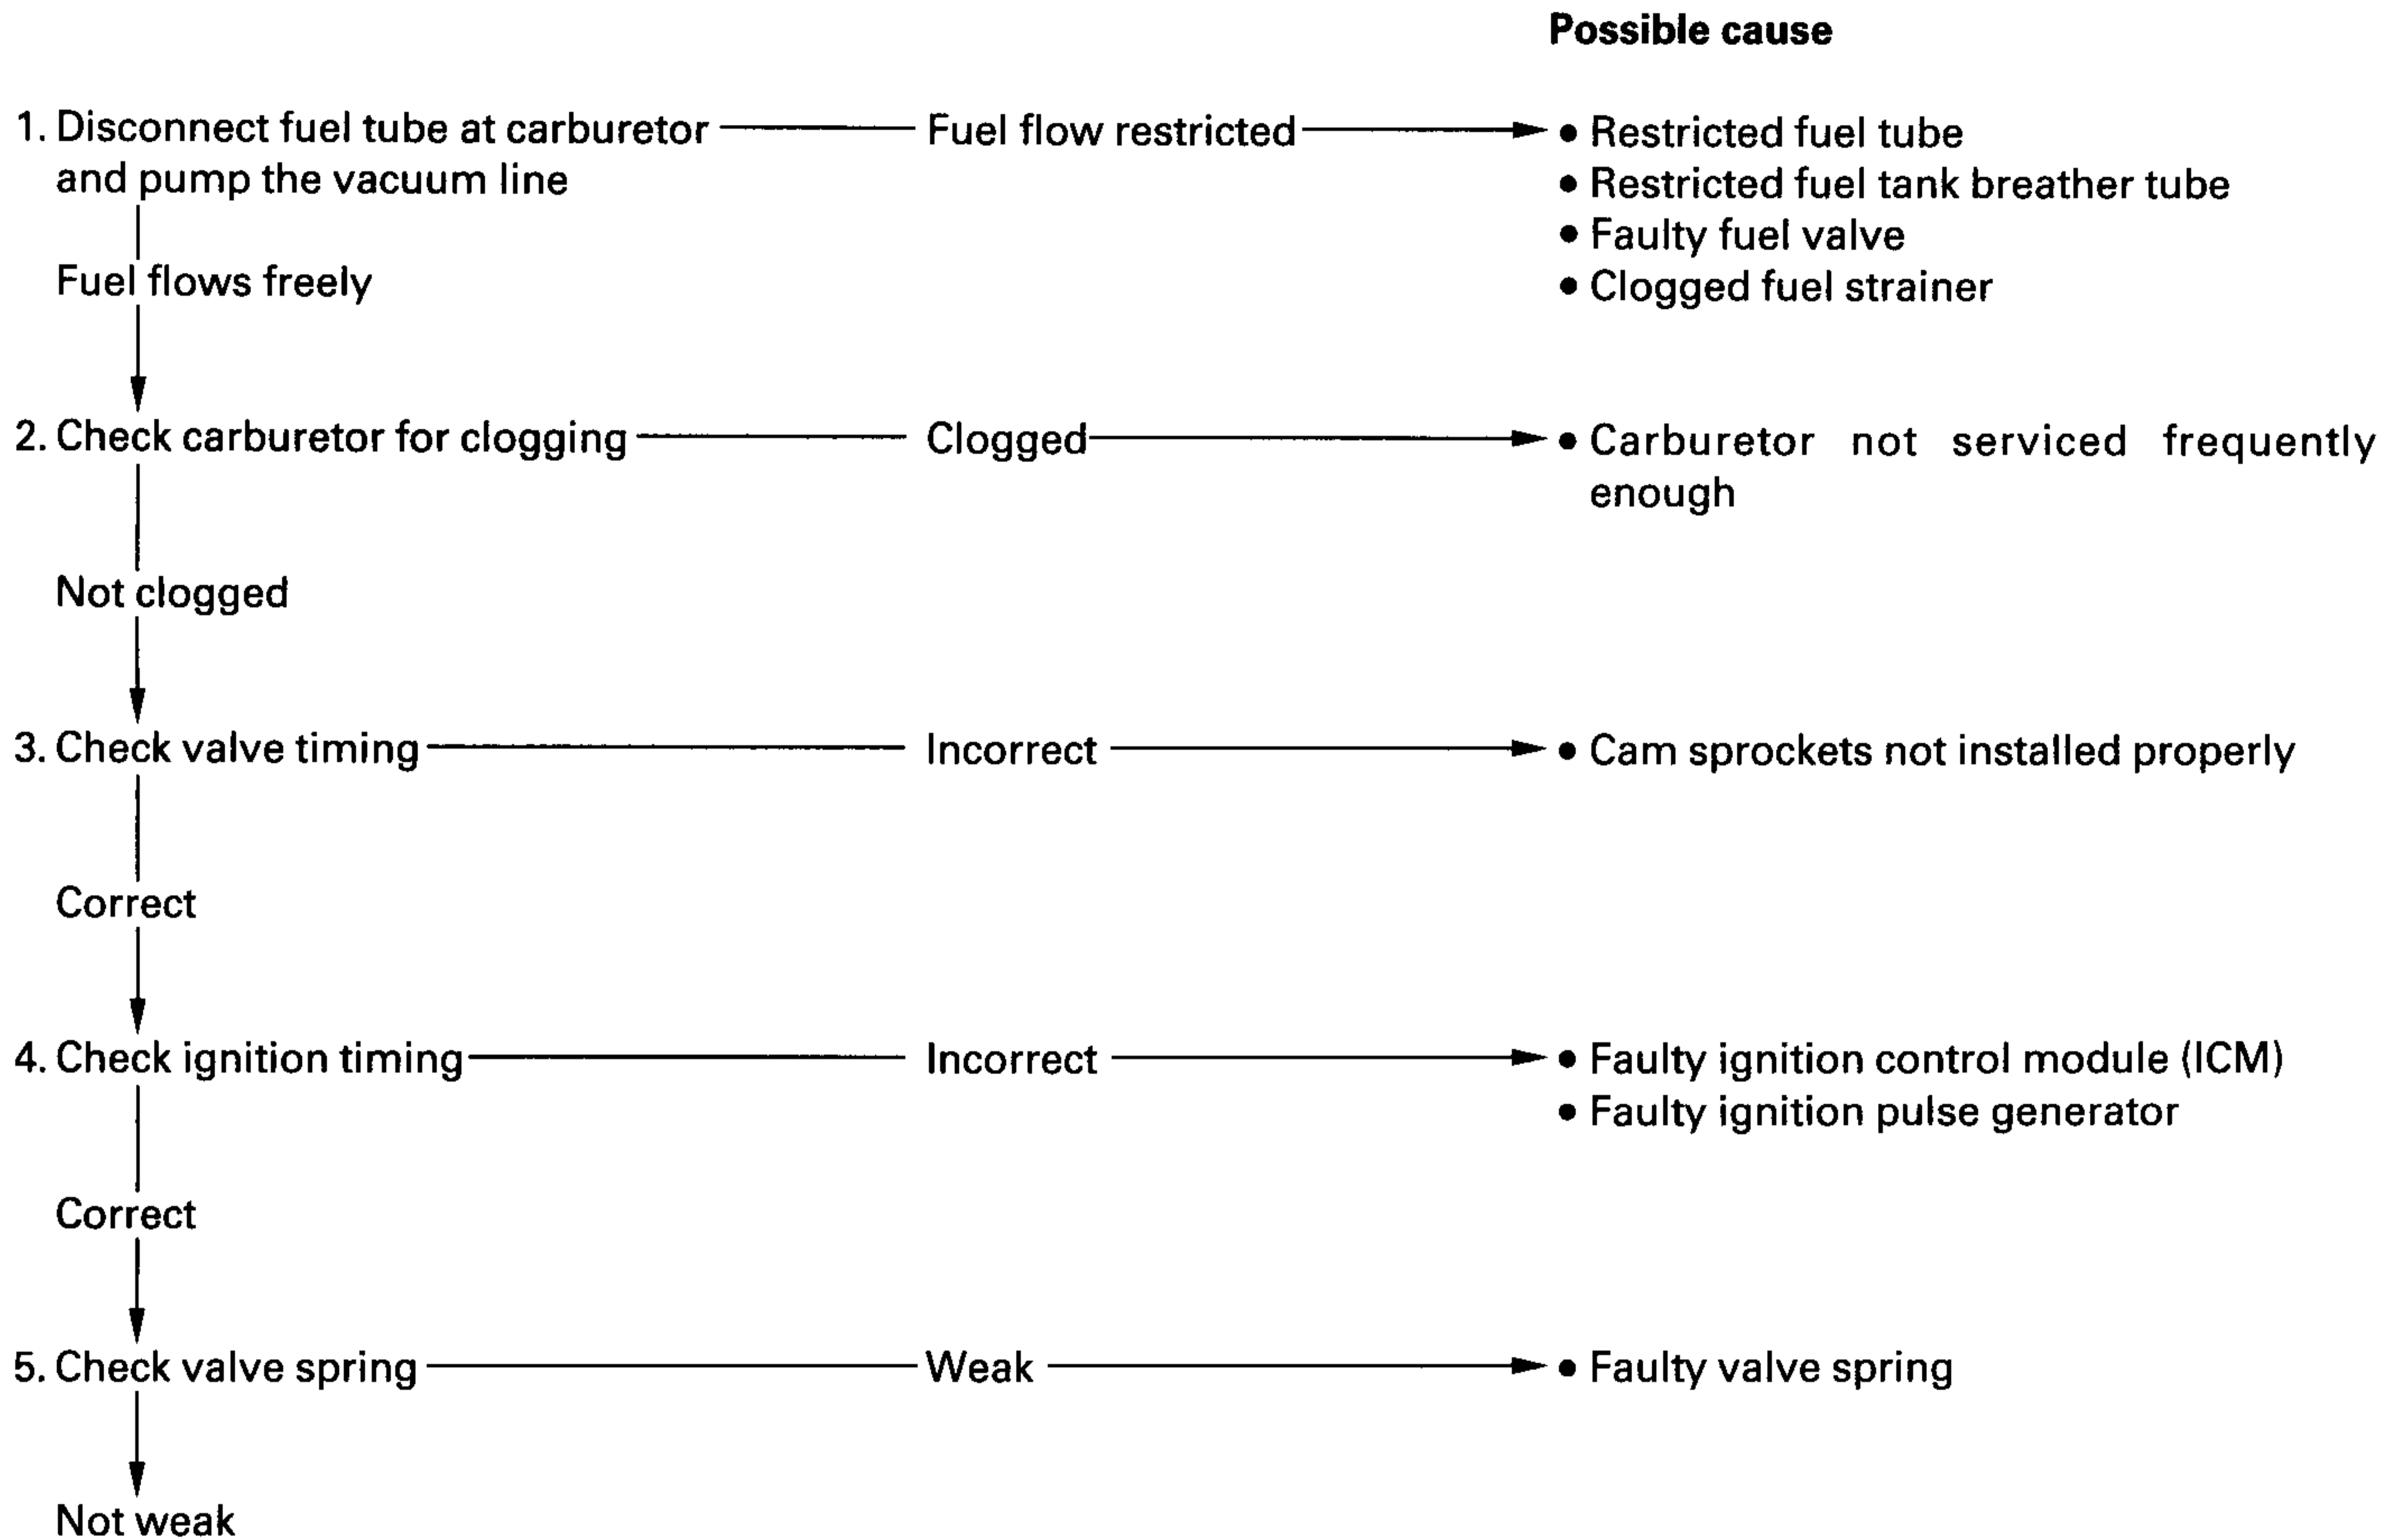 Possible cause
1. Disconnect fuel tube at carburetor
and pump the vacuum line
Fuel flow restricted
• Restricted fuel tube
• Restricted fuel tank breather tube
• Faulty fuel valve
• Clogged fuel strainer
Fuel flows freely
2. Check carburetor for clogging
Clogged
• Carburetor not serviced frequently
enough
Not clogged
3. Check valve timing
Incorrect
• Cam sprockets not installed properly
Correct
4. Check ignition timing
Incorrect
• Faulty ignition control module (ICM)
• Faulty ignition pulse generator
Correct
5. Check valve spring
Weak
• Faulty valve spring
Not weak